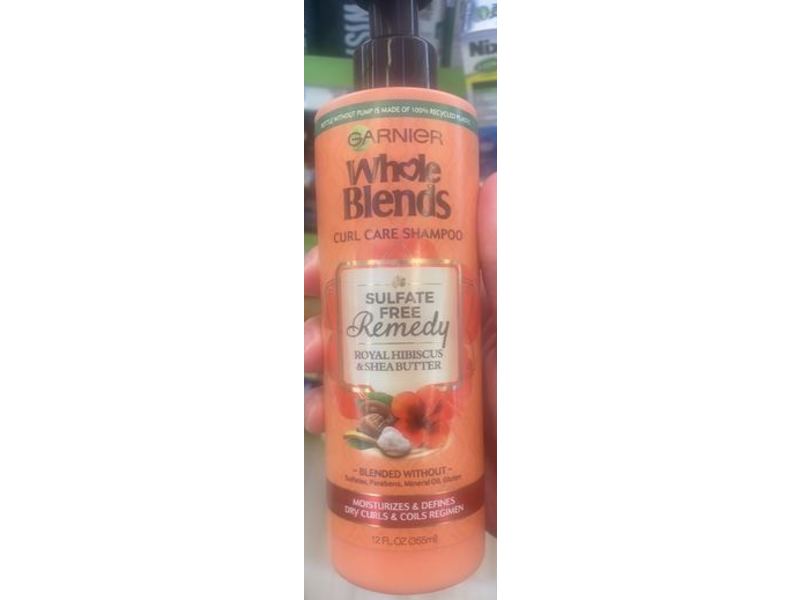 BOTTLE WITHOUT PUMP IS MADE OF 100% RECYCLED PLASTIC
GARNIER
Whole
Blends
CURL CARE SHAMPOO
SULFATE
FREE
Remedy
ROYAL HIBISCUS
& SHEA BUTTER
- BLENDED WITHOUT -
Sulfates, Parabens, Mineral Oil, Gluten
MOISTURIZES & DEFINES
DRY CURLS & COILS REGIMEN
12 FL. OZ (355ml)
Nix